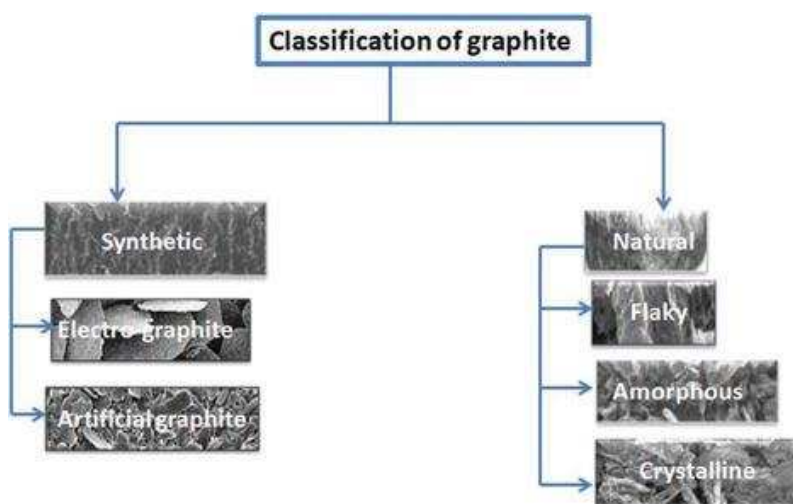 Classification of graphite
Synthetic
Electro-graphite
Artificial graphite
Natural
Flaky
Amorphous
Crystalline